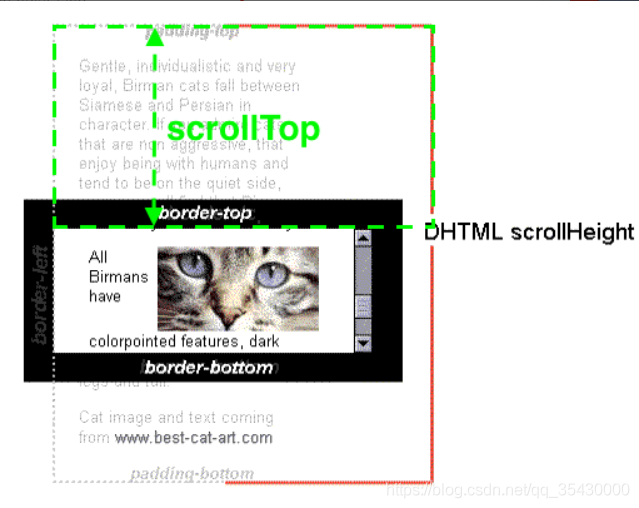 padding-top
Gentle, individualistic and very
loyal, Birman cats fall between
Siamese and Persian in
character. If
that are non aggressive, that
enjoy being with humans and
tend to be on the quiet side,
scrollTop
border-top
DHTML scrollHeight
border-left
All
Birmans
have
colorpointed features, dark
border-bottom
legs and tail.
Cat image and text coming
from www.best-cat-art.com
padding-bottom
https://blog.csdn.net/qq_35430000